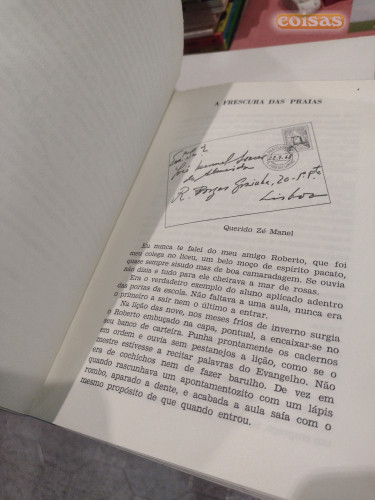 coisas
A FRESCURA DAS PRAIAS
R. Borges Graínha, 20-1º Pº
Lisboa
Querido Zé Manel
Eu nunca te falei do meu amigo Roberto, que foi
meu colega no liceu, um belo moço de espírito pacato,
quase sempre sisudo mas de boa camaradagem. Se ouvia
não dizia e tudo para ele cheirava a mar de rosas.
Era o verdadeiro exemplo do aluno aplicado adentro
das portas da escola. Não faltava a uma aula, nunca era
o primeiro a sair nem o último a entrar.
Na lição das nove, nos meses frios de inverno surgia
o Roberto embuçado na capa, pontual, a encaixar-se no
seu banco de carteira. Punha prontamente os cadernos
em ordem e ouvia sem pestanejos a lição, como se o
mestre estivesse a recitar palavras do Evangelho. Não
era de cochichos nem de fazer barulho. De vez em
quando rascunhava um apontamentozito com um lápis
rombo, aparado a dente, e acabada a aula saía com o
mesmo propósito de que quando entrou.